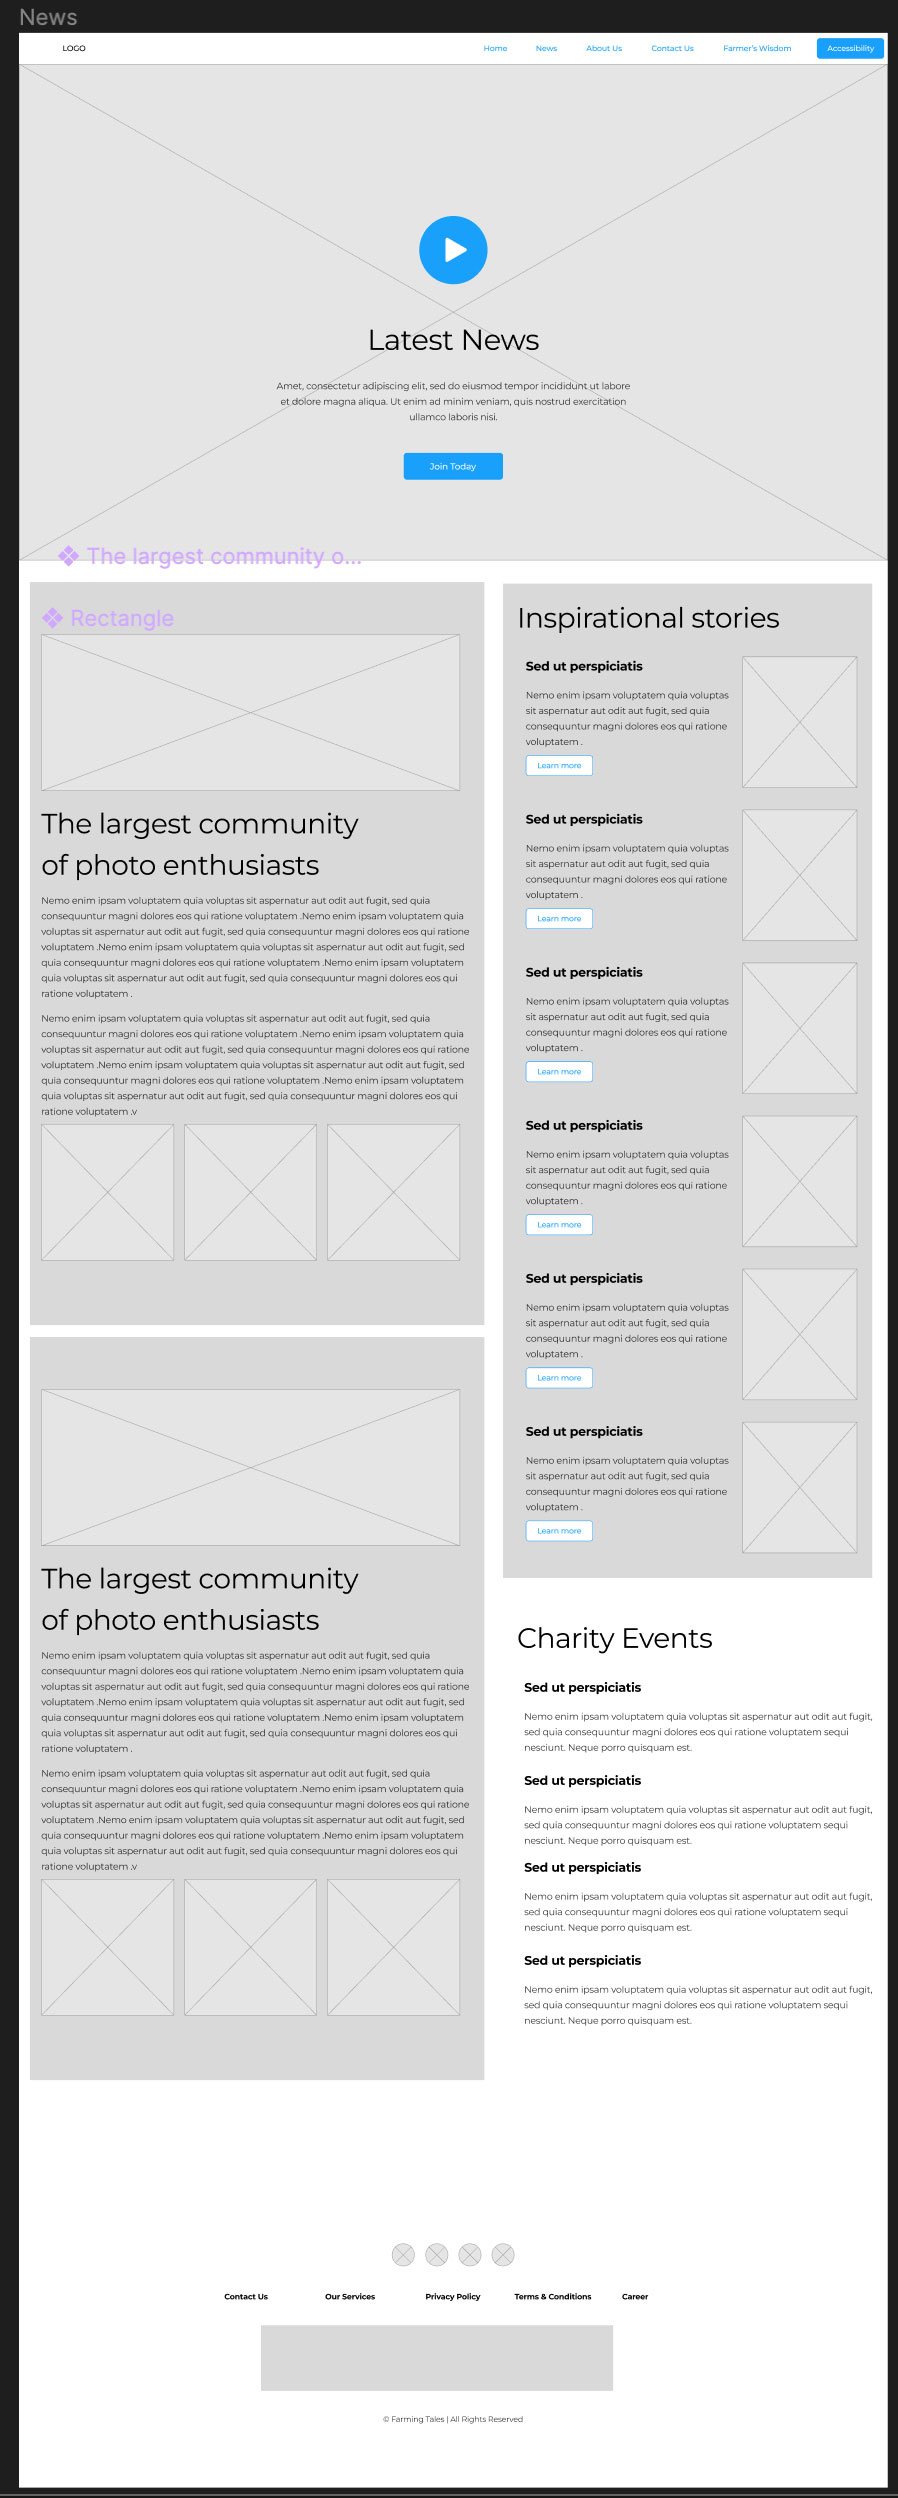 News
LOGO
Home News About Us Contact Us Farmer's Wisdom Accessibility
Latest News
Amet, consectetur adipiscing elit, sed do eiusmod tempor incididunt ut labore
et dolore magna aliqua. Ut enim ad minim veniam, quis nostrud exercitation
ullamco laboris nisi.
Join Today
The largest community o...
Rectangle
The largest community
of photo enthusiasts
Nemo enim ipsam voluptatem quia voluptas sit aspernatur aut odit aut fugit, sed quia
consequuntur magni dolores eos qui ratione voluptatem .Nemo enim ipsam voluptatem quia
voluptas sit aspernatur aut odit aut fugit, sed quia consequuntur magni dolores eos qui ratione
voluptatem .Nemo enim ipsam voluptatem quia voluptas sit aspernatur aut odit aut fugit, sed
quia consequuntur magni dolores eos qui ratione voluptatem .Nemo enim ipsam voluptatem
quia voluptas sit aspernatur aut odit aut fugit, sed quia consequuntur magni dolores eos qui
ratione voluptatem .
Nemo enim ipsam voluptatem quia voluptas sit aspernatur aut odit aut fugit, sed quia
consequuntur magni dolores eos qui ratione voluptatem .Nemo enim ipsam voluptatem quia
voluptas sit aspernatur aut odit aut fugit, sed quia consequuntur magni dolores eos qui ratione
voluptatem .Nemo enim ipsam voluptatem quia voluptas sit aspernatur aut odit aut fugit, sed
quia consequuntur magni dolores eos qui ratione voluptatem .Nemo enim ipsam voluptatem
quia voluptas sit aspernatur aut odit aut fugit, sed quia consequuntur magni dolores eos qui
ratione voluptatem .v
The largest community
of photo enthusiasts
Nemo enim ipsam voluptatem quia voluptas sit aspernatur aut odit aut fugit, sed quia
consequuntur magni dolores eos qui ratione voluptatem .Nemo enim ipsam voluptatem quia
voluptas sit aspernatur aut odit aut fugit, sed quia consequuntur magni dolores eos qui ratione
voluptatem .Nemo enim ipsam voluptatem quia voluptas sit aspernatur aut odit aut fugit, sed
quia consequuntur magni dolores eos qui ratione voluptatem .Nemo enim ipsam voluptatem
quia voluptas sit aspernatur aut odit aut fugit, sed quia consequuntur magni dolores eos qui
ratione voluptatem .
Nemo enim ipsam voluptatem quia voluptas sit aspernatur aut odit aut fugit, sed quia
consequuntur magni dolores eos qui ratione voluptatem .Nemo enim ipsam voluptatem quia
voluptas sit aspernatur aut odit aut fugit, sed quia consequuntur magni dolores eos qui ratione
voluptatem .Nemo enim ipsam voluptatem quia voluptas sit aspernatur aut odit aut fugit, sed
quia consequuntur magni dolores eos qui ratione voluptatem .Nemo enim ipsam voluptatem
quia voluptas sit aspernatur aut odit aut fugit, sed quia consequuntur magni dolores eos qui
ratione voluptatem .v
Inspirational stories
Sed ut perspiciatis
Nemo enim ipsam voluptatem quia voluptas
sit aspernatur aut odit aut fugit, sed quia
consequuntur magni dolores eos qui ratione
voluptatem .
Learn more
Sed ut perspiciatis
Nemo enim ipsam voluptatem quia voluptas
sit aspernatur aut odit aut fugit, sed quia
consequuntur magni dolores eos qui ratione
voluptatem .
Learn more
Sed ut perspiciatis
Nemo enim ipsam voluptatem quia voluptas
sit aspernatur aut odit aut fugit, sed quia
consequuntur magni dolores eos qui ratione
voluptatem .
Learn more
Sed ut perspiciatis
Nemo enim ipsam voluptatem quia voluptas
sit aspernatur aut odit aut fugit, sed quia
consequuntur magni dolores eos qui ratione
voluptatem .
Learn more
Sed ut perspiciatis
Nemo enim ipsam voluptatem quia voluptas
sit aspernatur aut odit aut fugit, sed quia
consequuntur magni dolores eos qui ratione
voluptatem .
Learn more
Sed ut perspiciatis
Nemo enim ipsam voluptatem quia voluptas
sit aspernatur aut odit aut fugit, sed quia
consequuntur magni dolores eos qui ratione
voluptatem .
Learn more
Charity Events
Sed ut perspiciatis
Nemo enim ipsam voluptatem quia voluptas sit aspernatur aut odit aut fugit,
sed quia consequuntur magni dolores eos qui ratione voluptatem sequi
nesciunt. Neque porro quisquam est.
Sed ut perspiciatis
Nemo enim ipsam voluptatem quia voluptas sit aspernatur aut odit aut fugit,
sed quia consequuntur magni dolores eos qui ratione voluptatem sequi
nesciunt. Neque porro quisquam est.
Sed ut perspiciatis
Nemo enim ipsam voluptatem quia voluptas sit aspernatur aut odit aut fugit,
sed quia consequuntur magni dolores eos qui ratione voluptatem sequi
nesciunt. Neque porro quisquam est.
Sed ut perspiciatis
Nemo enim ipsam voluptatem quia voluptas sit aspernatur aut odit aut fugit,
sed quia consequuntur magni dolores eos qui ratione voluptatem sequi
nesciunt. Neque porro quisquam est.
Contact Us Our Services Privacy Policy Terms & Conditions Career
© Farming Tales | All Rights Reserved